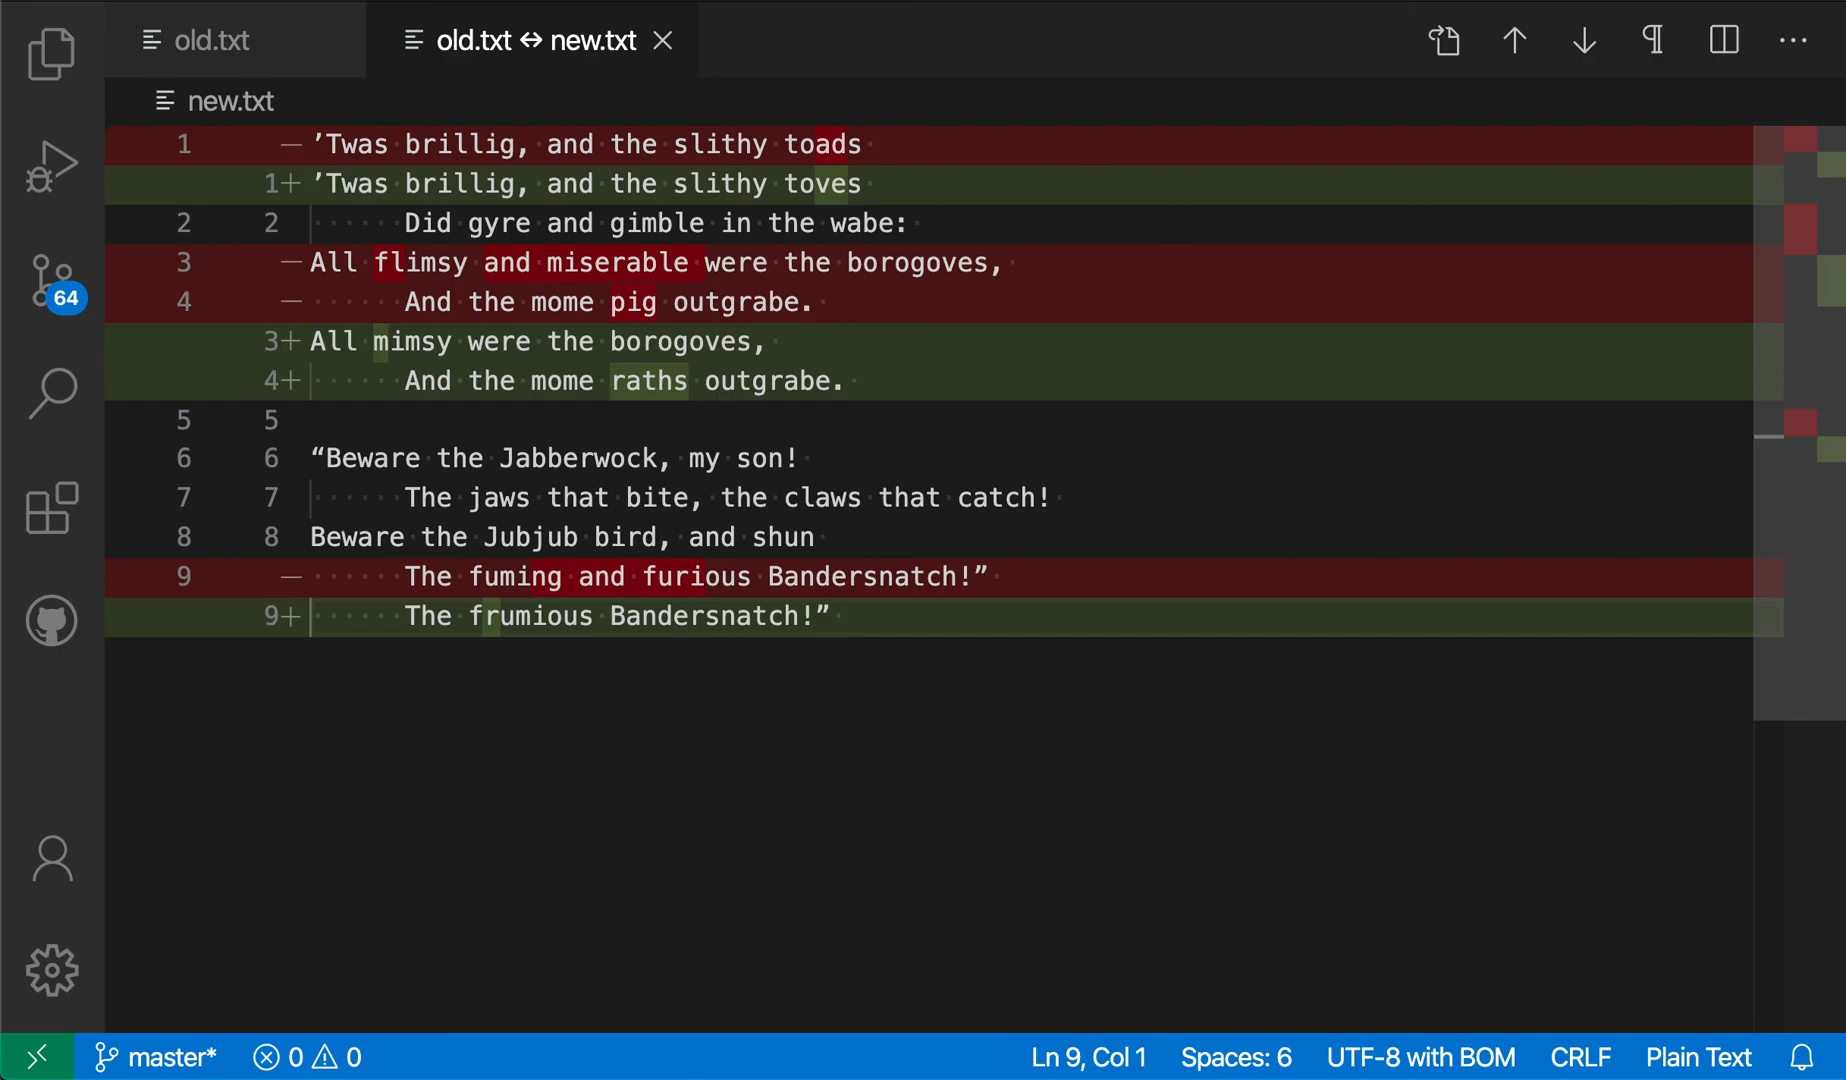 old.txt
old.txt ↔ new.txt
new.txt
1 — ’Twas brillig, and the slithy toads
1+ ’Twas brillig, and the slithy toves
2 2 Did gyre and gimble in the wabe:
3 — All flimsy and miserable were the borogoves,
4 — And the mome pig outgrabe.
3+ All mimsy were the borogoves,
4+ And the mome raths outgrabe.
5 5
6 6 “Beware the Jabberwock, my son!
7 7 The jaws that bite, the claws that catch!
8 8 Beware the Jubjub bird, and shun
9 — The fuming and furious Bandersnatch!”
9+ The frumious Bandersnatch!”
64
master* 0 0 Ln 9, Col 1 Spaces: 6 UTF-8 with BOM CRLF Plain Text